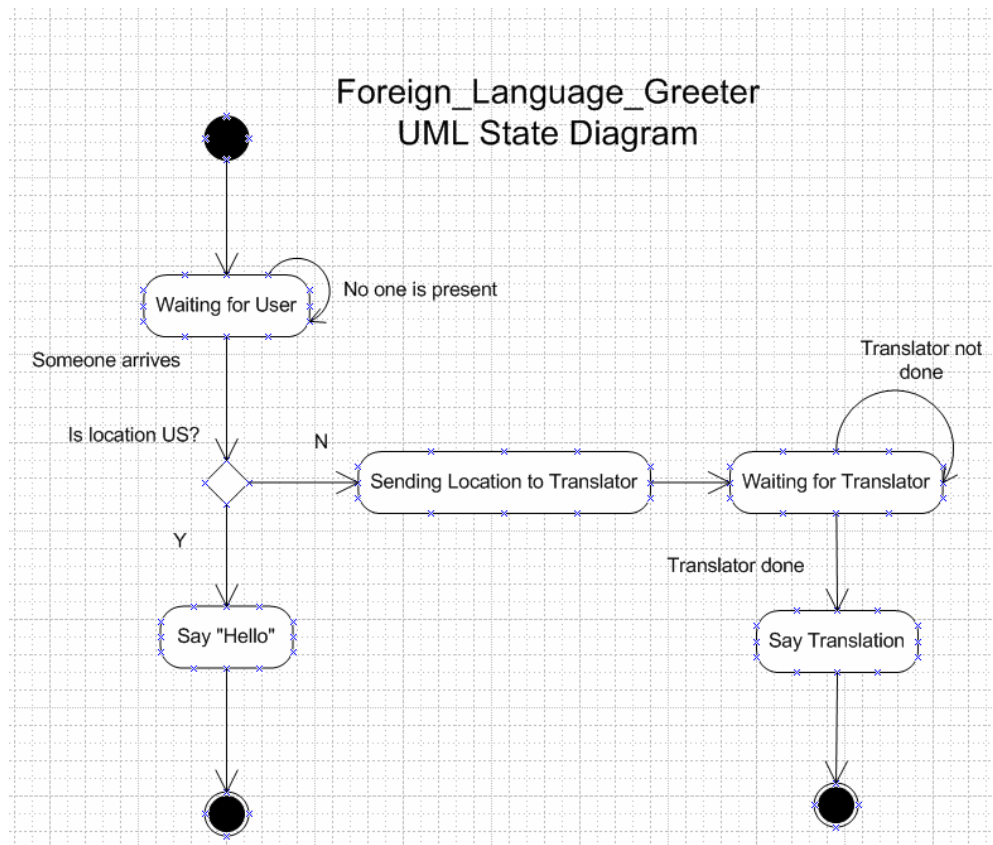 Foreign_Language_Greeter
UML State Diagram
Waiting for User
No one is present
Someone arrives
Is location US?
N
Sending Location to Translator
Translator not
done
Waiting for Translator
Y
Translator done
Say "Hello"
Say Translation